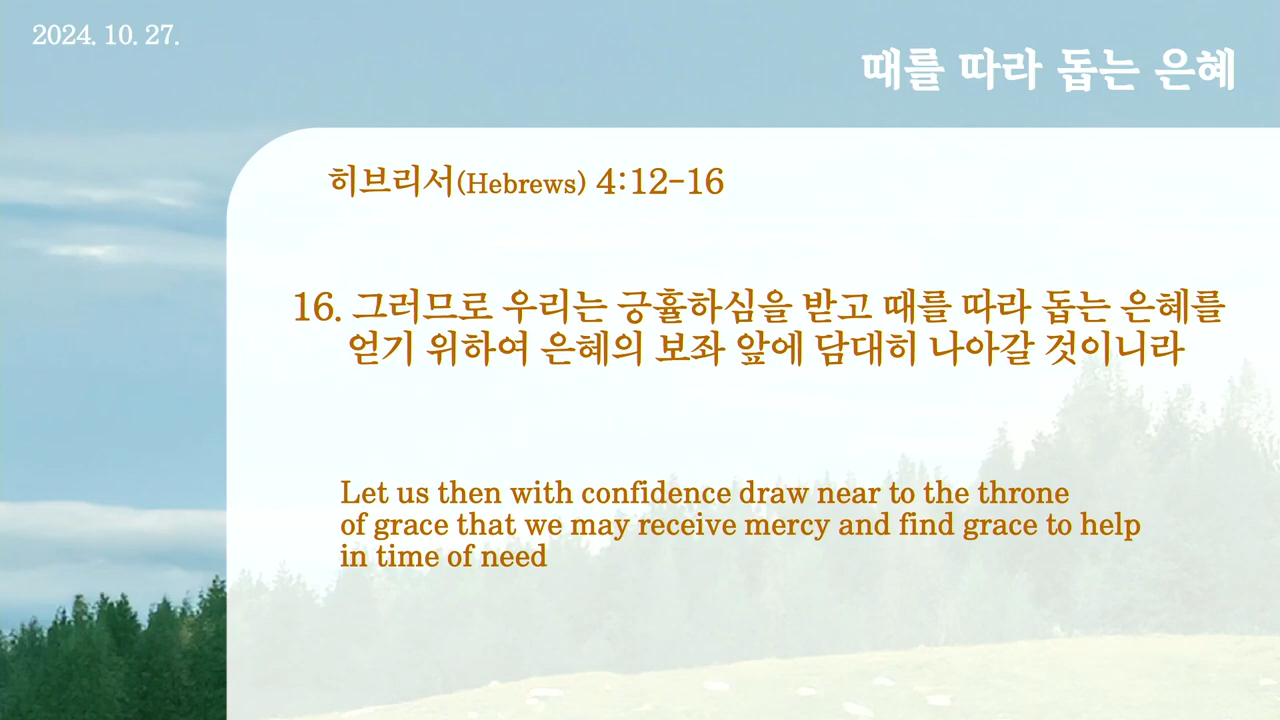 2024. 10. 27.
때를 따라 돕는 은혜
히브리서(Hebrews) 4:12-16
16. 그러므로 우리는 긍휼하심을 받고 때를 따라 돕는 은혜를
얻기 위하여 은혜의 보좌 앞에 담대히 나아갈 것이니라
Let us then with confidence draw near to the throne
of grace that we may receive mercy and find grace to help
in time of need